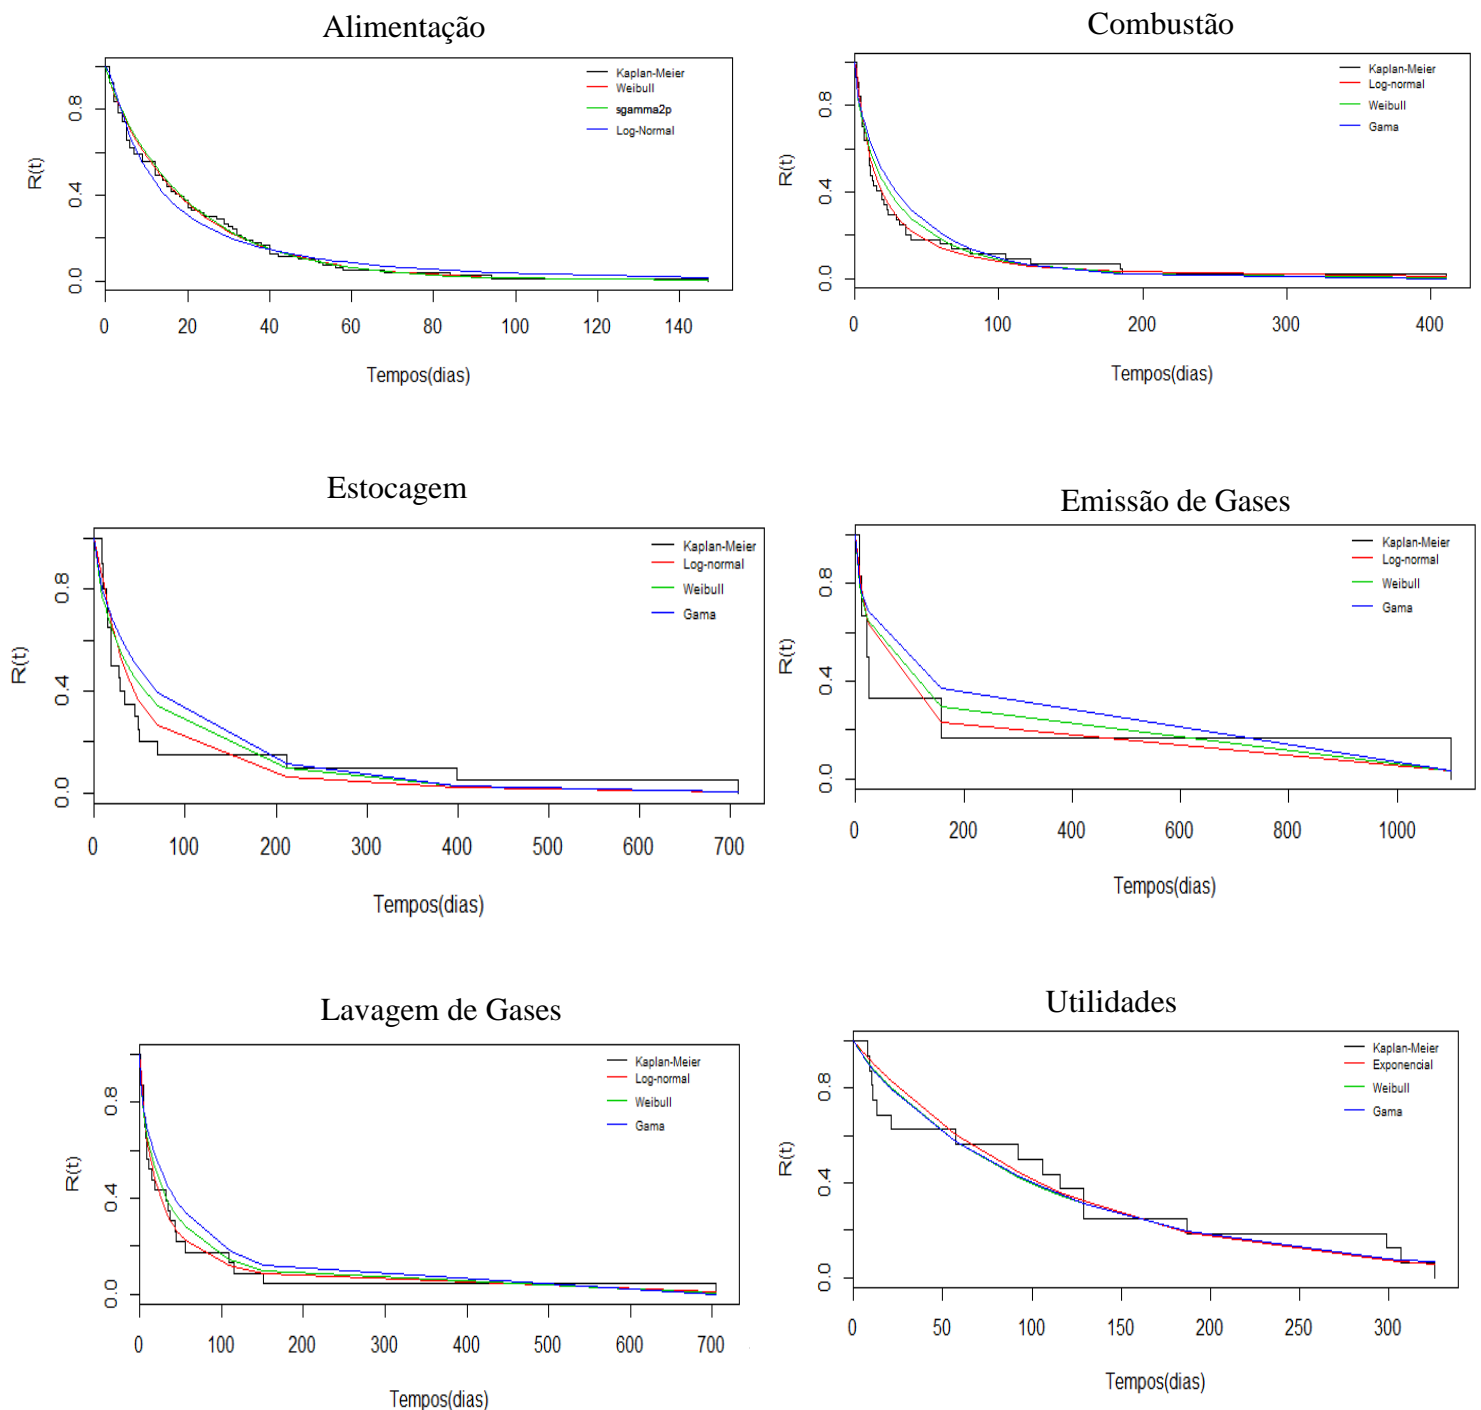 Alimentação
Kaplan-Meier
Weibull
sgamma2p
Log-Normal
R(t)
0.8
0.4
0.0
0 20 40 60 80 100 120 140
Tempos(dias)
Combustão
Kaplan-Meier
Log-normal
Weibull
Gama
R(t)
0.8
0.4
0.0
0 100 200 300 400
Tempos(dias)
Estocagem
Kaplan-Meier
Log-normal
Weibull
Gama
R(t)
0.8
0.4
0.0
0 100 200 300 400 500 600 700
Tempos(dias)
Emissão de Gases
Kaplan-Meier
Log-normal
Weibull
Gama
R(t)
0.8
0.4
0.0
0 200 400 600 800 1000
Tempos(dias)
Lavagem de Gases
Kaplan-Meier
Log-normal
Weibull
Gama
R(t)
0.8
0.4
0.0
0 100 200 300 400 500 600 700
Tempos(dias)
Utilidades
Kaplan-Meier
Exponencial
Weibull
Gama
R(t)
0.8
0.4
0.0
0 50 100 150 200 250 300
Tempos(dias)